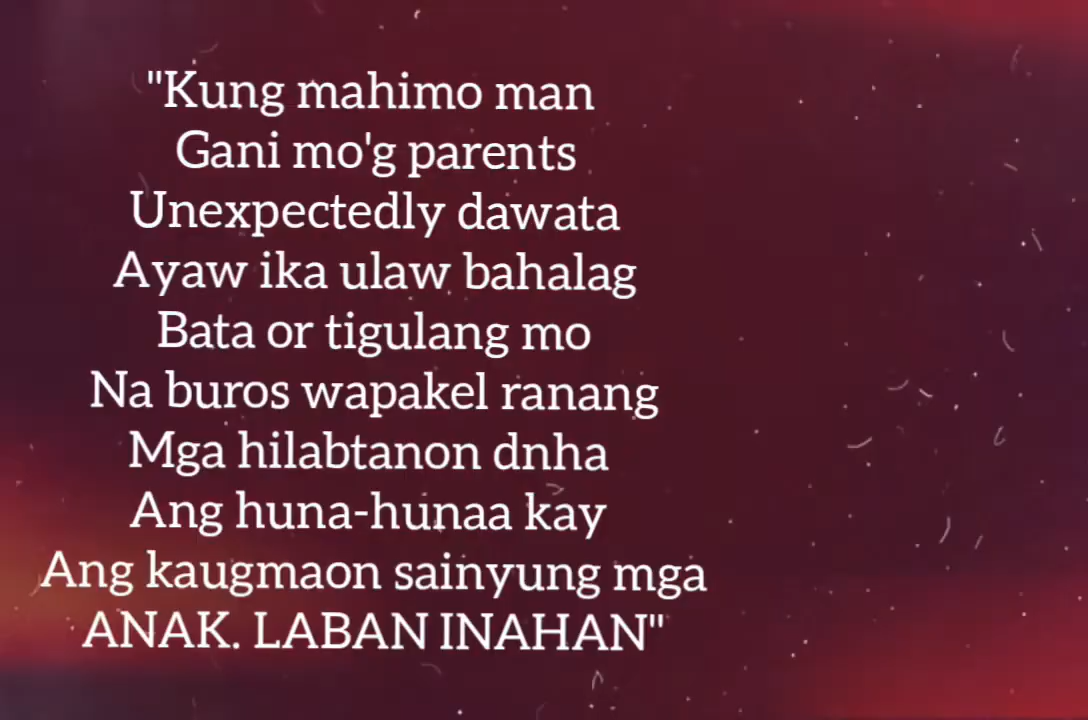 "Kung mahimo man
Gani mo'g parents
Unexpectedly dawata
Ayaw ika ulaw bahalag
Bata or tigulang mo
Na buros wapakel ranang
Mga hilabtanon dnha
Ang huna-hunaa kay
Ang kaugmaon sainyung mga
ANAK. LABAN INAHAN"